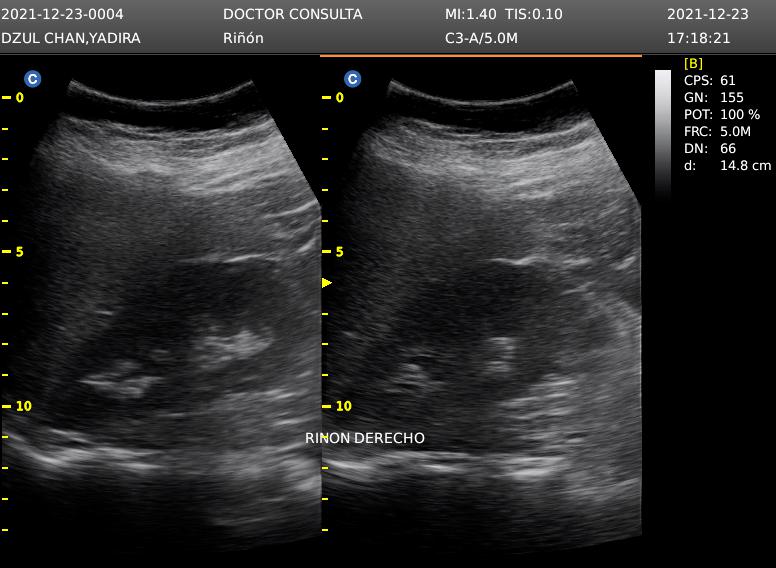 2021-12-23-0004 DOCTOR CONSULTA MI:1.40 TIS:0.10 2021-12-23
DZUL CHAN,YADIRA Riñón C3-A/5.0M 17:18:21
[B]
CPS: 61
GN: 155
POT: 100 %
FRC: 5.0M
DN: 66
d: 14.8 cm
C C
0 0
5 5
10 10
RINON DERECHO